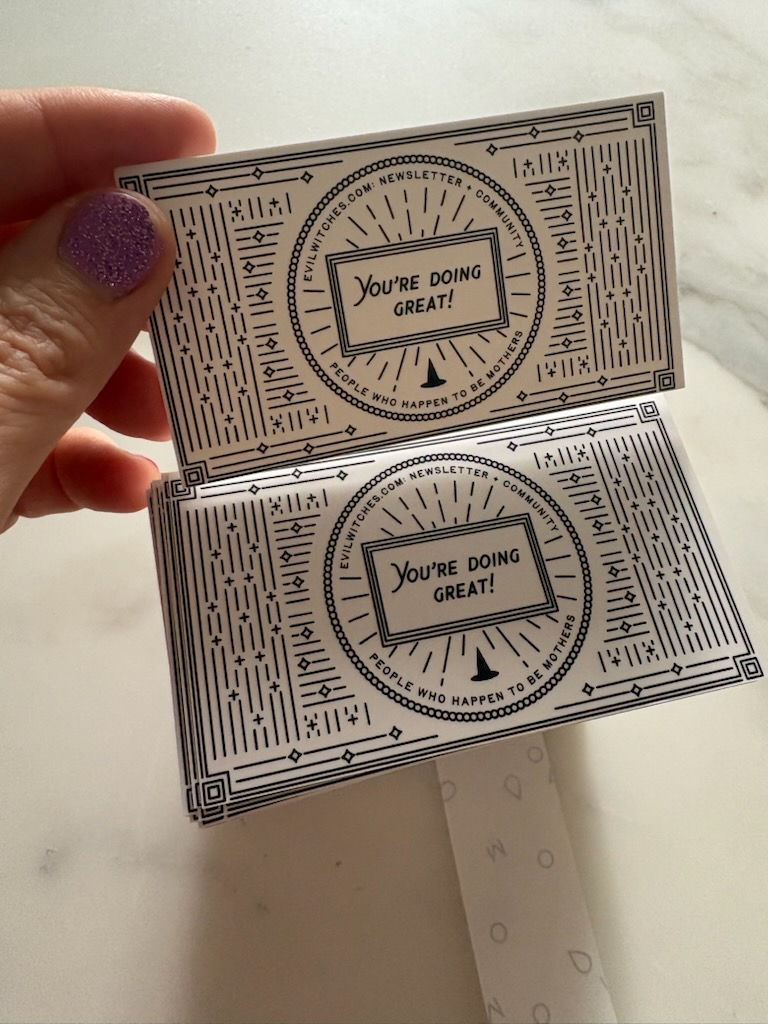 EVILWITCHES.COM: NEWSLETTER + COMMUNITY
YOU'RE DOING
GREAT!
PEOPLE WHO HAPPEN TO BE MOTHERS
EVILWITCHES.COM: NEWSLETTER + COMMUNITY
YOU'RE DOING
GREAT!
PEOPLE WHO HAPPEN TO BE MOTHERS